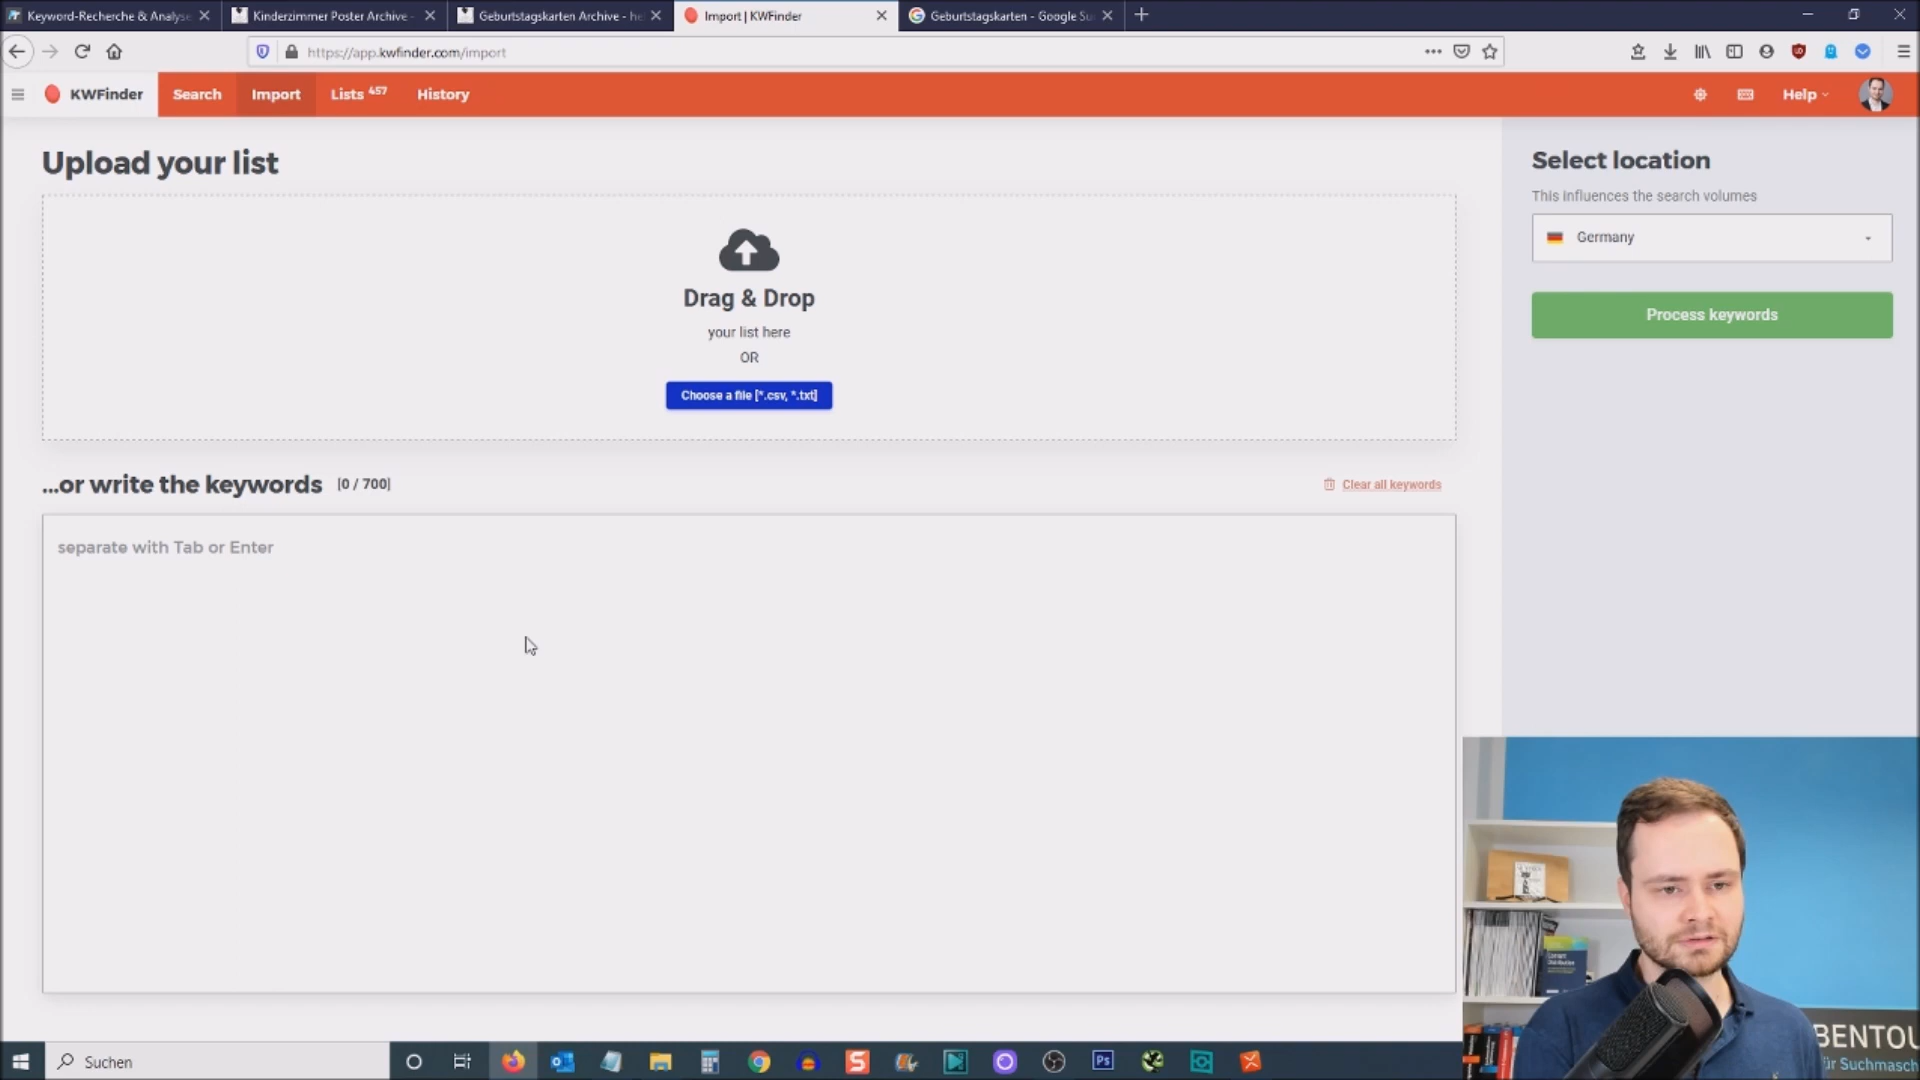 Keyword-Recherche & Analyse
Kinderzimmer Poster Archive -
Geburtstagskarten Archive - he
Import | KWFinder
Geburtstagskarten - Google Su
https://app.kwfinder.com/import
KWFinder
Search
Import
Lists 457
History
Help
Upload your list
Drag & Drop
your list here
OR
Choose a file [*.csv, *.txt]
...or write the keywords [0 / 700]
Clear all keywords
separate with Tab or Enter
Select location
This influences the search volumes
Germany
Process keywords
BENTOU
ür Suchmasch
Suchen
Ps